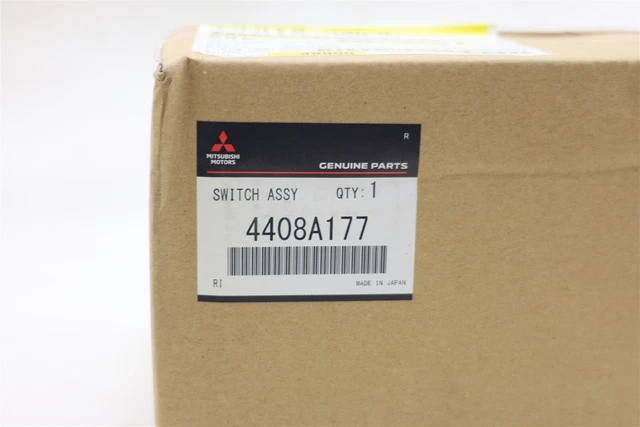 R
MITSUBISHI
MOTORS
GENUINE PARTS
SWITCH ASSY QTY: 1
4408A177
RI MADE IN JAPAN